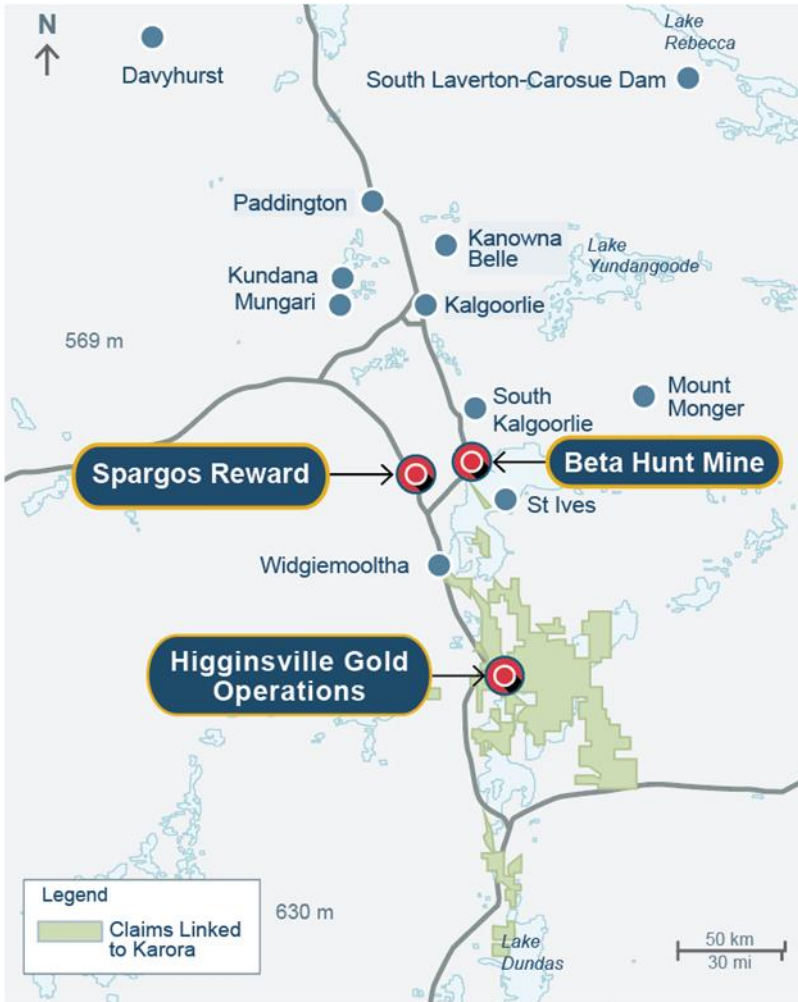 N
Davyhurst
Lake
Rebecca
South Laverton-Carosue Dam
Paddington
Kanowna
Belle
Lake
Yundangoode
Kundana
Mungari
Kalgoorlie
569 m
South
Kalgoorlie
Mount
Monger
Spargos Reward
Beta Hunt Mine
St Ives
Widgiemooltha
Higginsville Gold
Operations
Legend
Claims Linked
to Karora
630 m
Lake
Dundas
50 km
30 mi